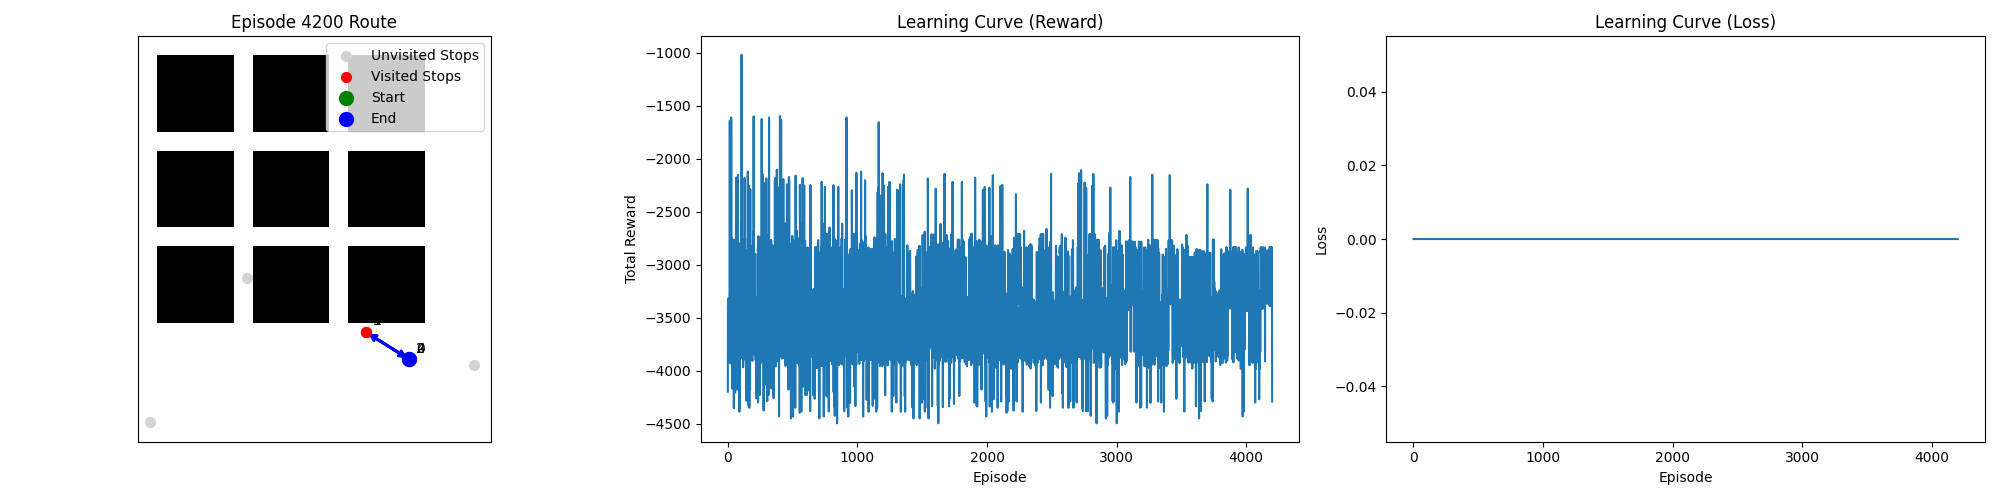 Episode 4200 Route
Unvisited Stops
Visited Stops
Start
End
Learning Curve (Reward)
−1000
−1500
−2000
−2500
−3000
−3500
−4000
−4500
Total Reward
0
1000
2000
3000
4000
Episode
Learning Curve (Loss)
0.04
0.02
0.00
−0.02
−0.04
Loss
0
1000
2000
3000
4000
Episode